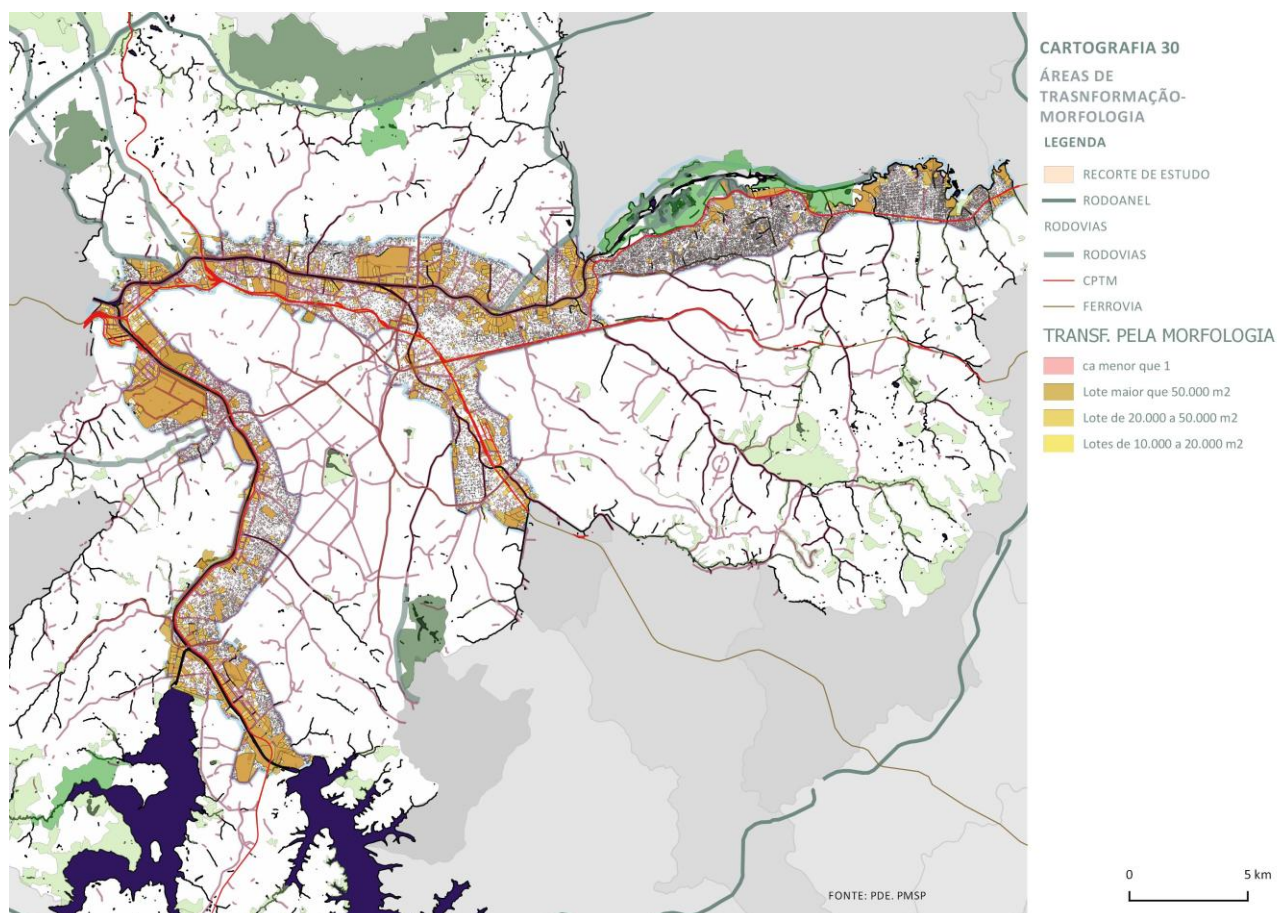 CARTOGRAFIA 30
ÁREAS DE
TRASNFORMAÇÃO-
MORFOLOGIA
LEGENDA
RECORTE DE ESTUDO
RODOANEL
RODOVIAS
RODOVIAS
CPTM
FERROVIA
TRANSF. PELA MORFOLOGIA
ca menor que 1
Lote maior que 50.000 m2
Lote de 20.000 a 50.000 m2
Lotes de 10.000 a 20.000 m2
FONTE: PDE. PMSP
0 5 km